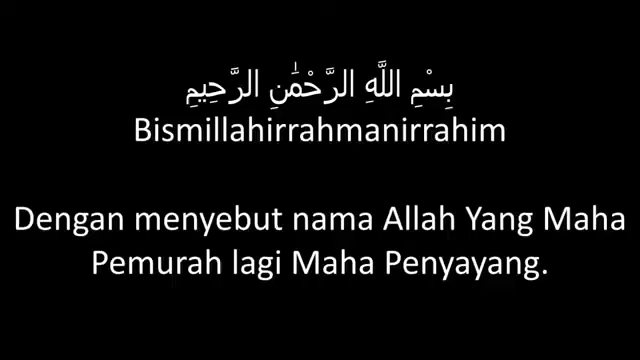 بِسْمِ اللَّهِ الرَّحْمَٰنِ الرَّحِيمِ
Bismillahirrahmanirrahim
Dengan menyebut nama Allah Yang Maha
Pemurah lagi Maha Penyayang.